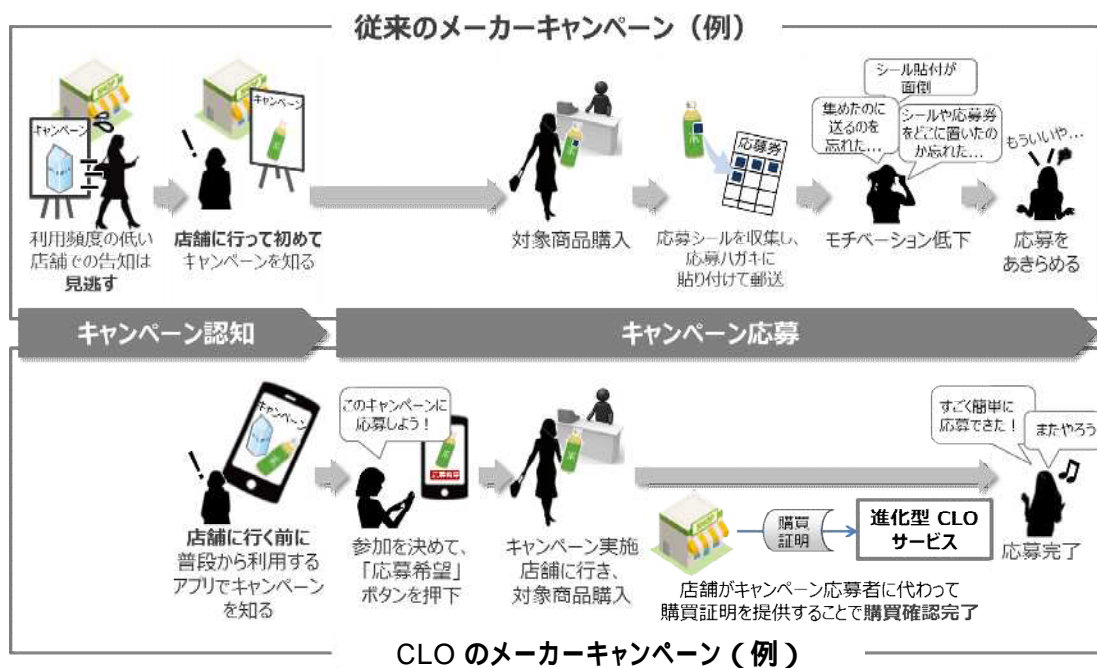 従来のメーカーキャンペーン（例）
キャンペーン
キャンペーン
利用頻度の低い
店舗での告知は
見逃す
店舗に行って初めて
キャンペーンを知る
対象商品購入
応募券
応募シールを収集し、
応募ハガキに
貼り付けて郵送
シール貼付が
面倒
集めたのに
送るのを
忘れた…
シールや応募券
をどこに置いたの
か忘れた…
モチベーション低下
もういいや…
応募を
あきらめる
キャンペーン認知
キャンペーン応募
キャンペーン
店舗に行く前に
普段から利用する
アプリでキャンペーン
を知る
このキャンペーンに
応募しよう！
参加を決めて、
「応募希望」
ボタンを押下
キャンペーン実施
店舗に行き、
対象商品購入
購買
証明
進化型 CLO
サービス
店舗がキャンペーン応募者に代わって
購買証明を提供することで購買確認完了
すごく簡単に
応募できた！
またやろう
応募完了
CLO のメーカーキャンペーン（例）